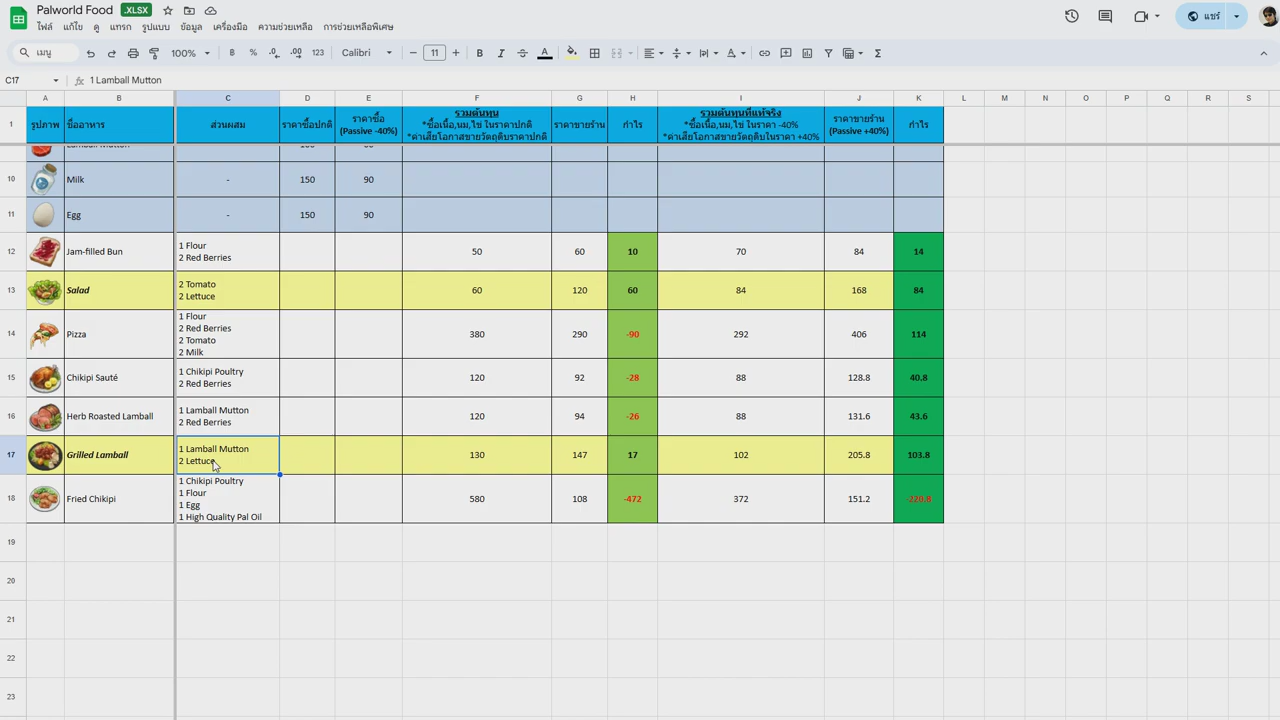 Palworld Food .XLSX
ไฟล์ แก้ไข ดู แทรก รูปแบบ ข้อมูล เครื่องมือ ความช่วยเหลือ การช่วยเหลือพิเศษ
แชร์
เมนู 100% B % .0 .00 123 Calibri 11 B I S A Σ
C17 fx 1 Lamball Mutton
A B C D E F G H I J K L M N O P Q R S
1 รูปภาพ ชื่ออาหาร ส่วนผสม ราคาซื้อปกติ
ราคาซื้อ
(Passive -40%)
รวมต้นทุน
*ซื้อเนื้อ,นม,ไข่ ในราคาปกติ
*ค่าเสียโอกาสขายวัตถุดิบราคาปกติ
ราคาขายร้าน กำไร
รวมต้นทุนที่แท้จริง
*ซื้อเนื้อ,นม,ไข่ ในราคา -40%
*ค่าเสียโอกาสขายวัตถุดิบในราคา +40%
ราคาขายร้าน
(Passive +40%)
กำไร
10 Milk - 150 90
11 Egg - 150 90
12 Jam-filled Bun
1 Flour
2 Red Berries
50 60 10 70 84 14
13 Salad
2 Tomato
2 Lettuce
60 120 60 84 168 84
14 Pizza
1 Flour
2 Red Berries
2 Tomato
2 Milk
380 290 -90 292 406 114
15 Chikipi Sauté
1 Chikipi Poultry
2 Red Berries
120 92 -28 88 128.8 40.8
16 Herb Roasted Lamball
1 Lamball Mutton
2 Red Berries
120 94 -26 88 131.6 43.6
17 Grilled Lamball
1 Lamball Mutton
2 Lettuce
130 147 17 102 205.8 103.8
18 Fried Chikipi
1 Chikipi Poultry
1 Flour
1 Egg
1 High Quality Pal Oil
580 108 -472 372 151.2 -220.8
19
20
21
22
23